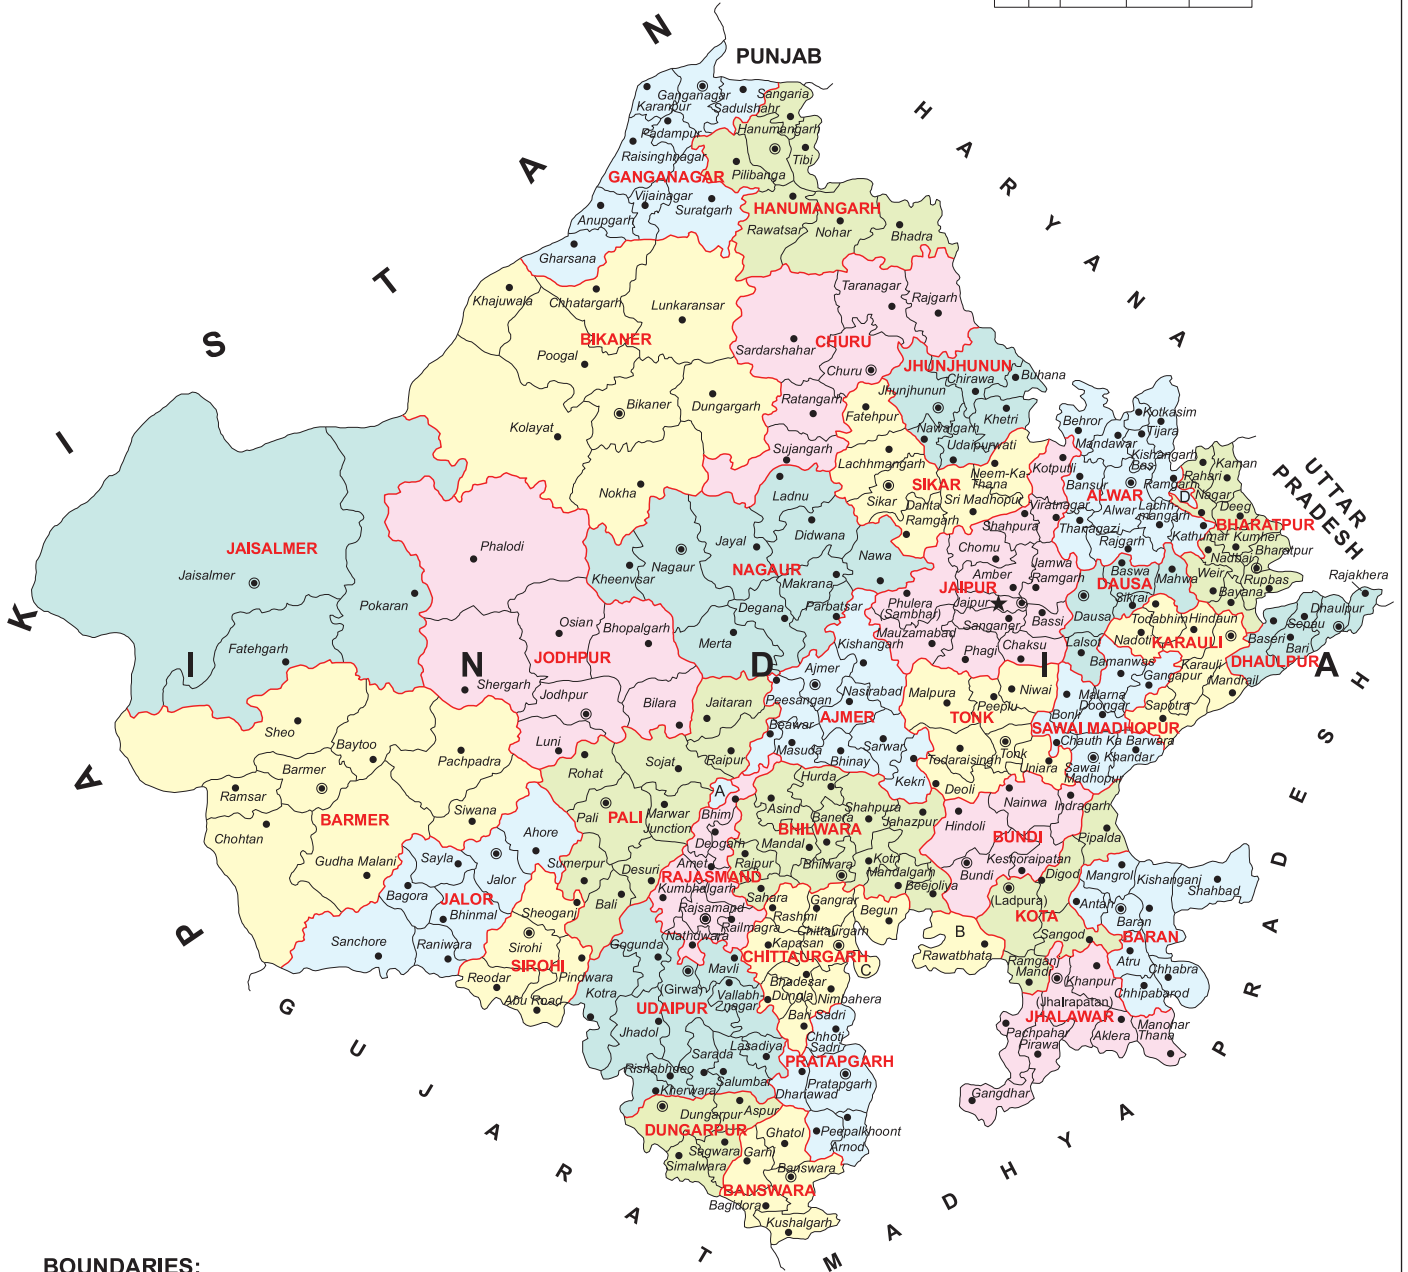 PUNJAB
HARYANA
UTTAR
PRADESH
MADHYA PRADESH
GUJARAT
PAKISTAN
INDIA
Ganganagar
Karanpur
Sadulshahr
Sangaria
Padampur
Hanumangarh
Raisinghnagar
Tibi
Pilibanga
GANGANAGAR
Vijainagar
Suratgarh
Anupgarh
HANUMANGARH
Rawatsar
Nohar
Bhadra
Gharsana
Khajuwala
Chhatargarh
Lunkaransar
Taranagar
Rajgarh
BIKANER
Poogal
Sardarshahar
CHURU
Churu
JHUNJHUNUN
Buhana
Chirawa
Jhunjhunun
Khetri
Bikaner
Dungargarh
Ratangarh
Fatehpur
Nawalgarh
Udaipurwati
Kolayat
Sujangarh
Nokha
Lachhmangarh
Neem-Ka-
Thana
SIKAR
Sikar
Sri Madhopur
Danta
Ramgarh
Kotputli
Behror
Kotkasim
Tijara
Mandawar
Kishangarh
Bas
Bansur
Ramgarh
ALWAR
Alwar
Lachh-
mangarh
Viratnagar
Thanagazi
Rajgarh
Kathumar
Kaman
Pahari
D
Nagar
Deeg
BHARATPUR
Kumher
Bharatpur
Nadbai
Weir
Rupbas
Bayana
Shahpura
Chomu
Amber
Jamwa
Ramgarh
JAIPUR
Jaipur
Phulera
(Sambhar)
Sanganer
Bassi
Mauzamabad
Phagi
Chaksu
Baswa
Mahwa
DAUSA
Sikrai
Dausa
Lalsot
Rajakhera
Dhaulpur
Sepau
Baseri
Bari
DHAULPUR
Todabhim
Hindaun
Nadoti
KARAULI
Karauli
Mandrail
Sapotra
Bamanwas
Gangapur
Malarna
Doongar
Bonli
SAWAI MADHOPUR
Chauth Ka Barwara
Khandar
Sawai
Madhopur
Ladnu
Didwana
Jayal
Nawa
Nagaur
NAGAUR
Kheenvsar
Makrana
Degana
Parbatsar
Merta
JAISALMER
Jaisalmer
Pokaran
Fatehgarh
Phalodi
Osian
Bhopalgarh
JODHPUR
Shergarh
Jodhpur
Bilara
Luni
Kishangarh
Ajmer
Peesangan
Nasirabad
AJMER
Beawar
Masuda
Sarwar
Bhinay
Kekri
A
Malpura
Niwai
Peeplu
TONK
Tonk
Todaraisingh
Uniara
Deoli
Sheo
Baytoo
Pachpadra
Barmer
Ramsar
BARMER
Siwana
Chohtan
Gudha Malani
Jaitaran
Raipur
Rohat
Sojat
Pali
PALI
Marwar
Junction
Sumerpur
Desuri
Bali
Ahore
Sayla
Jalor
Bagora
JALOR
Bhinmal
Sanchore
Raniwara
Sheoganj
Sirohi
SIROHI
Pindwara
Reodar
Abu Road
Bhim
Deogarh
Amet
RAJASMAND
Kumbhalgarh
Rajsamand
Railmagra
Nathdwara
Hurda
Asind
Shahpura
Banera
Jahazpur
BHILWARA
Mandal
Raipur
Bhilwara
Kotri
Mandalgarh
Beejoliya
Sahara
Nainwa
Indragarh
Hindoli
BUNDI
Keshoraipatan
Bundi
Pipalda
Digod
(Ladpura)
KOTA
Sangod
Ramganj
Mandi
Mangrol
Kishanganj
Shahbad
Antah
Baran
BARAN
Atru
Chhabra
Chhipabarod
Khanpur
(Jhalrapatan)
JHALAWAR
Pachpahar
Pirawa
Aklera
Manohar
Thana
Gangdhar
Gangrar
Rashmi
Begun
Chittaurgarh
Kapasan
CHITTAURGARH
B
Rawatbhata
C
Bhadesar
Dungla
Nimbahera
Bari Sadri
Gogunda
Mavli
Girwa
Kotra
Vallabh-
nagar
UDAIPUR
Jhadol
Lasadiya
Sarada
Rishabhdeo
Salumbar
Kherwara
Chhoti
Sadri
PRATAPGARH
Pratapgarh
Dhariawad
Peepalkhoont
Arnod
Dungarpur
Aspur
DUNGARPUR
Sagwara
Simalwara
Ghatol
Garhi
Banswara
BANSWARA
Bagidora
Kushalgarh
BOUNDARIES: